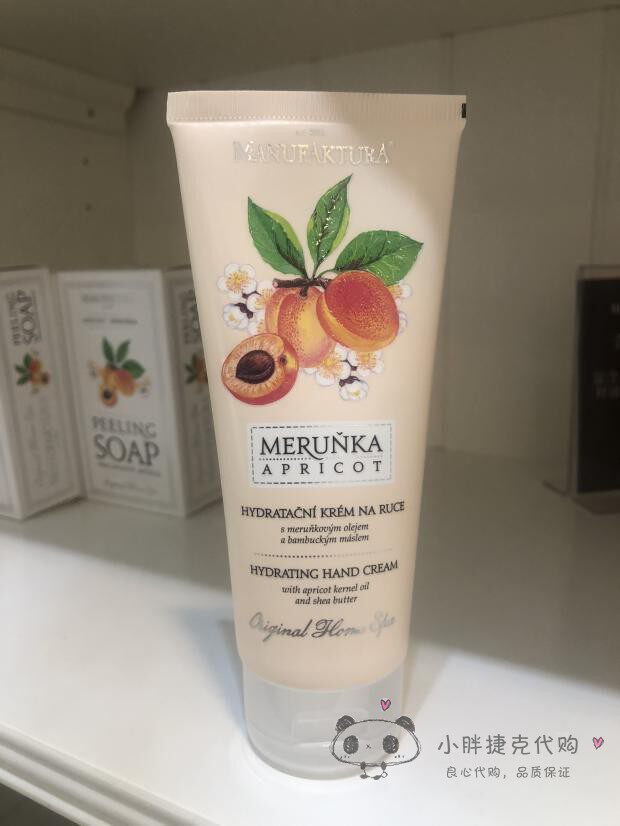 MANUFAKTURA
MERUŇKA
APRICOT
HYDRATAČNÍ KRÉM NA RUCE
s meruňkovým olejem
a bambuckým máslem
HYDRATING HAND CREAM
with apricot kernel oil
and shea butter
Original Home Spa
PEELING
SOAP
PEELING
SOAP
小胖捷克代购
良心代购，品质保证